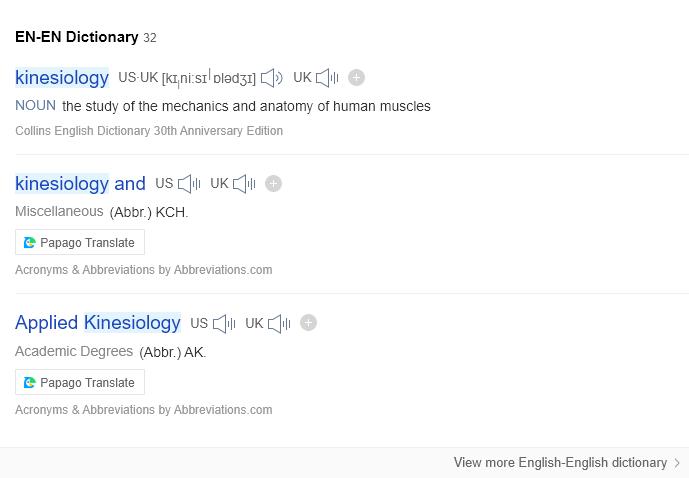 EN-EN Dictionary 32
kinesiology US·UK [kɪˌniːsɪˈɒlədʒɪ] UK
NOUN the study of the mechanics and anatomy of human muscles
Collins English Dictionary 30th Anniversary Edition
kinesiology and US UK
Miscellaneous (Abbr.) KCH.
Papago Translate
Acronyms & Abbreviations by Abbreviations.com
Applied Kinesiology US UK
Academic Degrees (Abbr.) AK.
Papago Translate
Acronyms & Abbreviations by Abbreviations.com
View more English-English dictionary